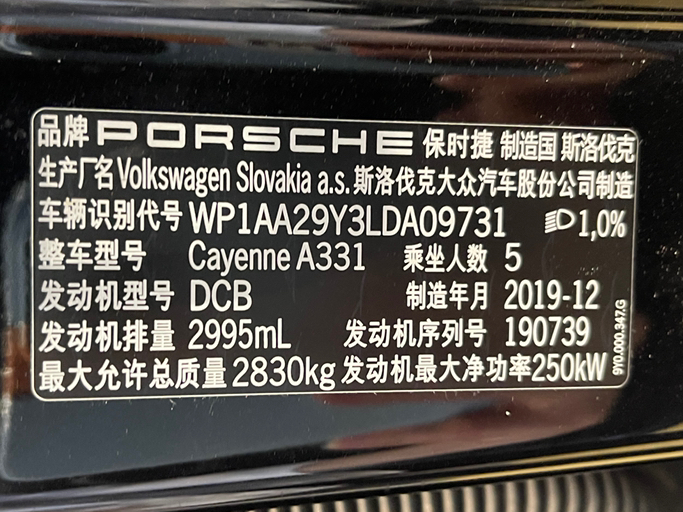 品牌 PORSCHE 保时捷 制造国 斯洛伐克
生产厂名 Volkswagen Slovakia a.s. 斯洛伐克大众汽车股份公司制造
车辆识别代号 WP1AA29Y3LDA09731 1,0%
整车型号 Cayenne A331 乘坐人数 5
发动机型号 DCB 制造年月 2019-12
发动机排量 2995mL 发动机序列号 190739
最大允许总质量 2830kg 发动机最大净功率 250kW
9Y0.000.347.G